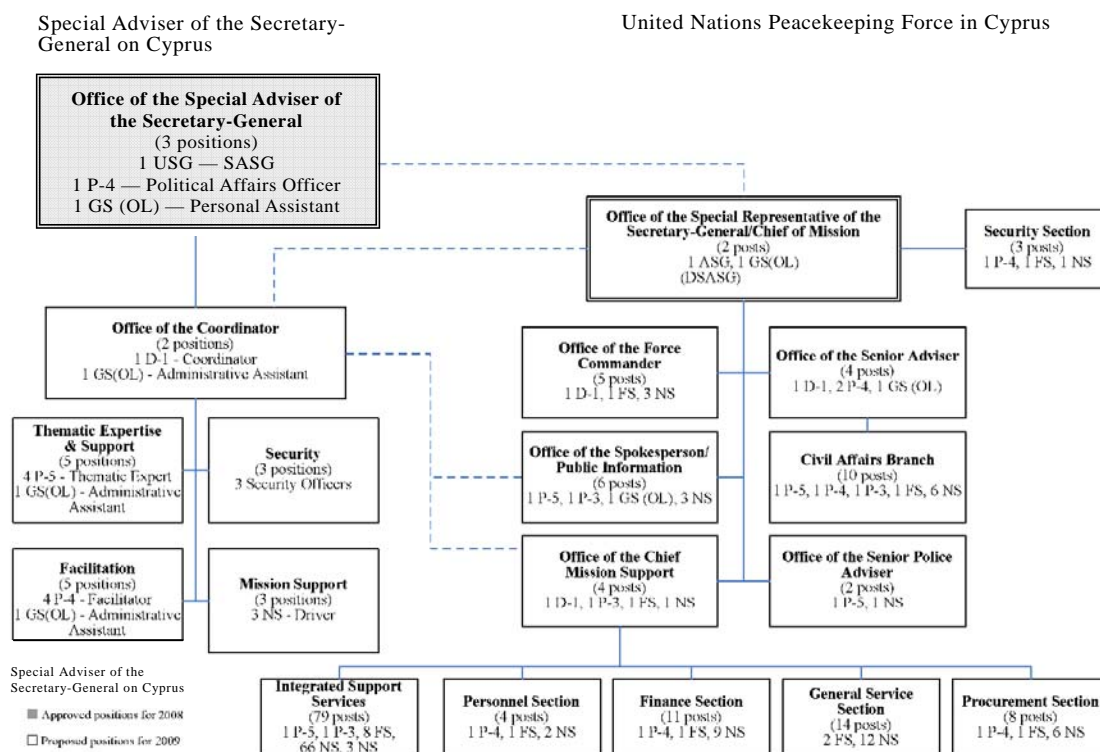 Special Adviser of the Secretary-
General on Cyprus
United Nations Peacekeeping Force in Cyprus
Office of the Special Adviser of
the Secretary-General
(3 positions)
1 USG — SASG
1 P-4 — Political Affairs Officer
1 GS (OL) — Personal Assistant
Office of the Special Representative of the
Secretary-General/Chief of Mission
(2 posts)
1 ASG, 1 GS(OL)
(DSASG)
Security Section
(3 posts)
1 P-4, 1 FS, 1 NS
Office of the Coordinator
(2 positions)
1 D-1 - Coordinator
1 GS(OL) - Administrative Assistant
Office of the Force
Commander
(5 posts)
1 D-1, 1 FS, 3 NS
Office of the Senior Adviser
(4 posts)
1 D-1, 2 P-4, 1 GS (OL)
Thematic Expertise
& Support
(5 positions)
4 P-5 - Thematic Expert
1 GS(OL) - Administrative
Assistant
Security
(3 positions)
3 Security Officers
Office of the Spokesperson/
Public Information
(6 posts)
1 P-5, 1 P-3, 1 GS (OL), 3 NS
Civil Affairs Branch
(10 posts)
1 P-5, 1 P-4, 1 P-3, 1 FS, 6 NS
Facilitation
(5 positions)
4 P-4 - Facilitator
1 GS(OL) - Administrative
Assistant
Mission Support
(3 positions)
3 NS - Driver
Office of the Chief
Mission Support
(4 posts)
1 D-1, 1 P-3, 1 FS, 1 NS
Office of the Senior Police
Adviser
(2 posts)
1 P-5, 1 NS
Special Adviser of the
Secretary-General on Cyprus
Approved positions for 2008
Proposed positions for 2009
Integrated Support
Services
(79 posts)
1 P-5, 1 P-3, 8 FS,
66 NS, 3 NS
Personnel Section
(4 posts)
1 P-4, 1 FS, 2 NS
Finance Section
(11 posts)
1 P-4, 1 FS, 9 NS
General Service
Section
(14 posts)
2 FS, 12 NS
Procurement Section
(8 posts)
1 P-4, 1 FS, 6 NS